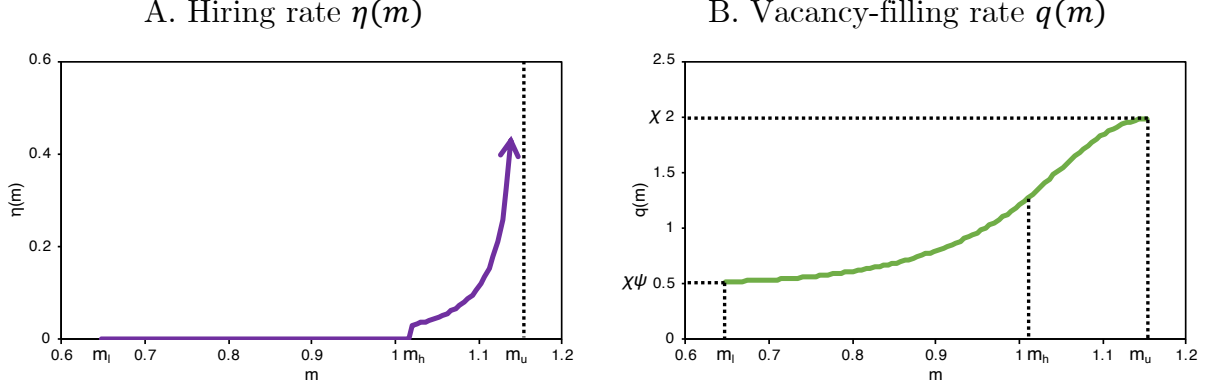 A. Hiring rate η(m)
B. Vacancy-filling rate q(m)
0.6
0.4
0.2
0
η(m)
0.6 m_l 0.7 0.8 0.9 1 m_h 1.1 m_u 1.2
m
2.5
χ 2
1.5
1
χψ 0.5
0
q(m)
0.6 m_l 0.7 0.8 0.9 1 m_h 1.1 m_u 1.2
m